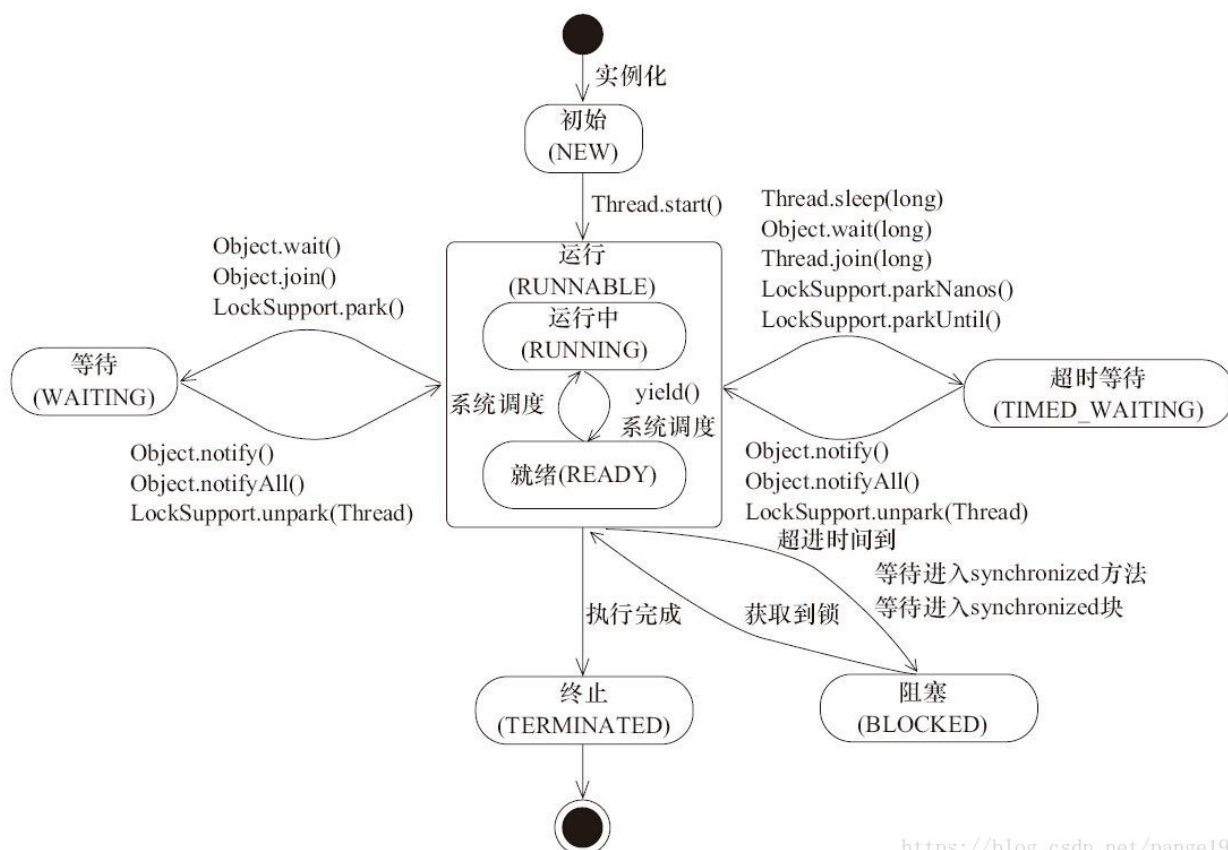 实例化
初始
(NEW)
Thread.start()
Thread.sleep(long)
Object.wait(long)
Thread.join(long)
LockSupport.parkNanos()
LockSupport.parkUntil()
Object.wait()
Object.join()
LockSupport.park()
运行
(RUNNABLE)
运行中
(RUNNING)
等待
(WAITING)
超时等待
(TIMED_WAITING)
系统调度
yield()
系统调度
就绪(READY)
Object.notify()
Object.notifyAll()
LockSupport.unpark(Thread)
Object.notify()
Object.notifyAll()
LockSupport.unpark(Thread)
超进时间到
等待进入synchronized方法
等待进入synchronized块
执行完成
获取到锁
终止
(TERMINATED)
阻塞
(BLOCKED)
https://blog.csdn.net/pange19